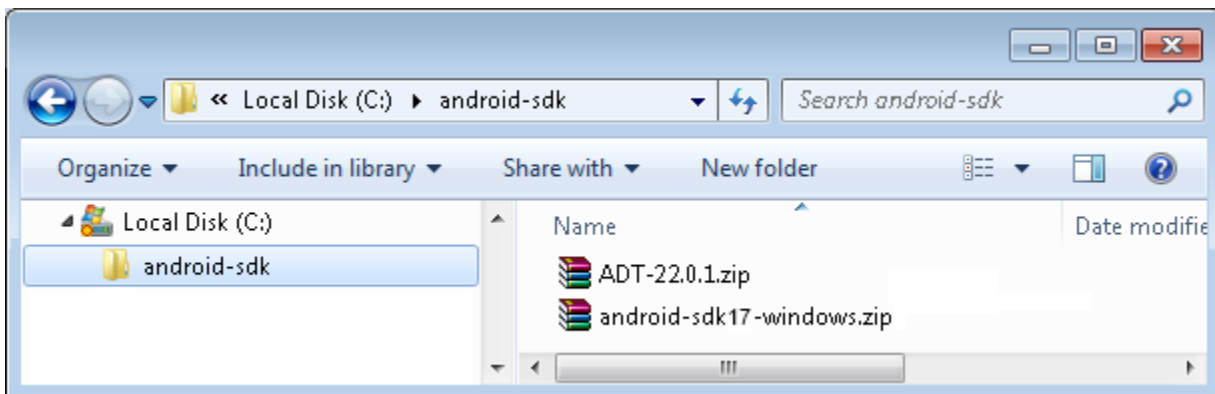 « Local Disk (C:) ▸ android-sdk Search android-sdk
Organize Include in library Share with New folder
Local Disk (C:)
android-sdk
Name Date modifie
ADT-22.0.1.zip
android-sdk17-windows.zip